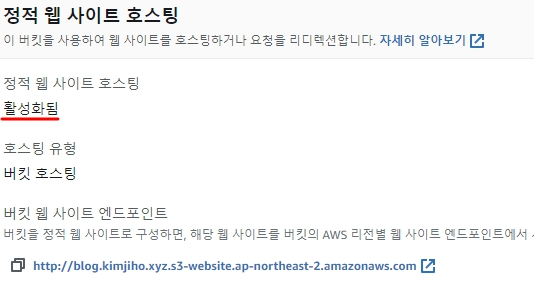 정적 웹 사이트 호스팅
이 버킷을 사용하여 웹 사이트를 호스팅하거나 요청을 리디렉션합니다. 자세히 알아보기
정적 웹 사이트 호스팅
활성화됨
호스팅 유형
버킷 호스팅
버킷 웹 사이트 엔드포인트
버킷을 정적 웹 사이트로 구성하면, 해당 웹 사이트를 버킷의 AWS 리전별 웹 사이트 엔드포인트에서
http://blog.kimjiho.xyz.s3-website.ap-northeast-2.amazonaws.com